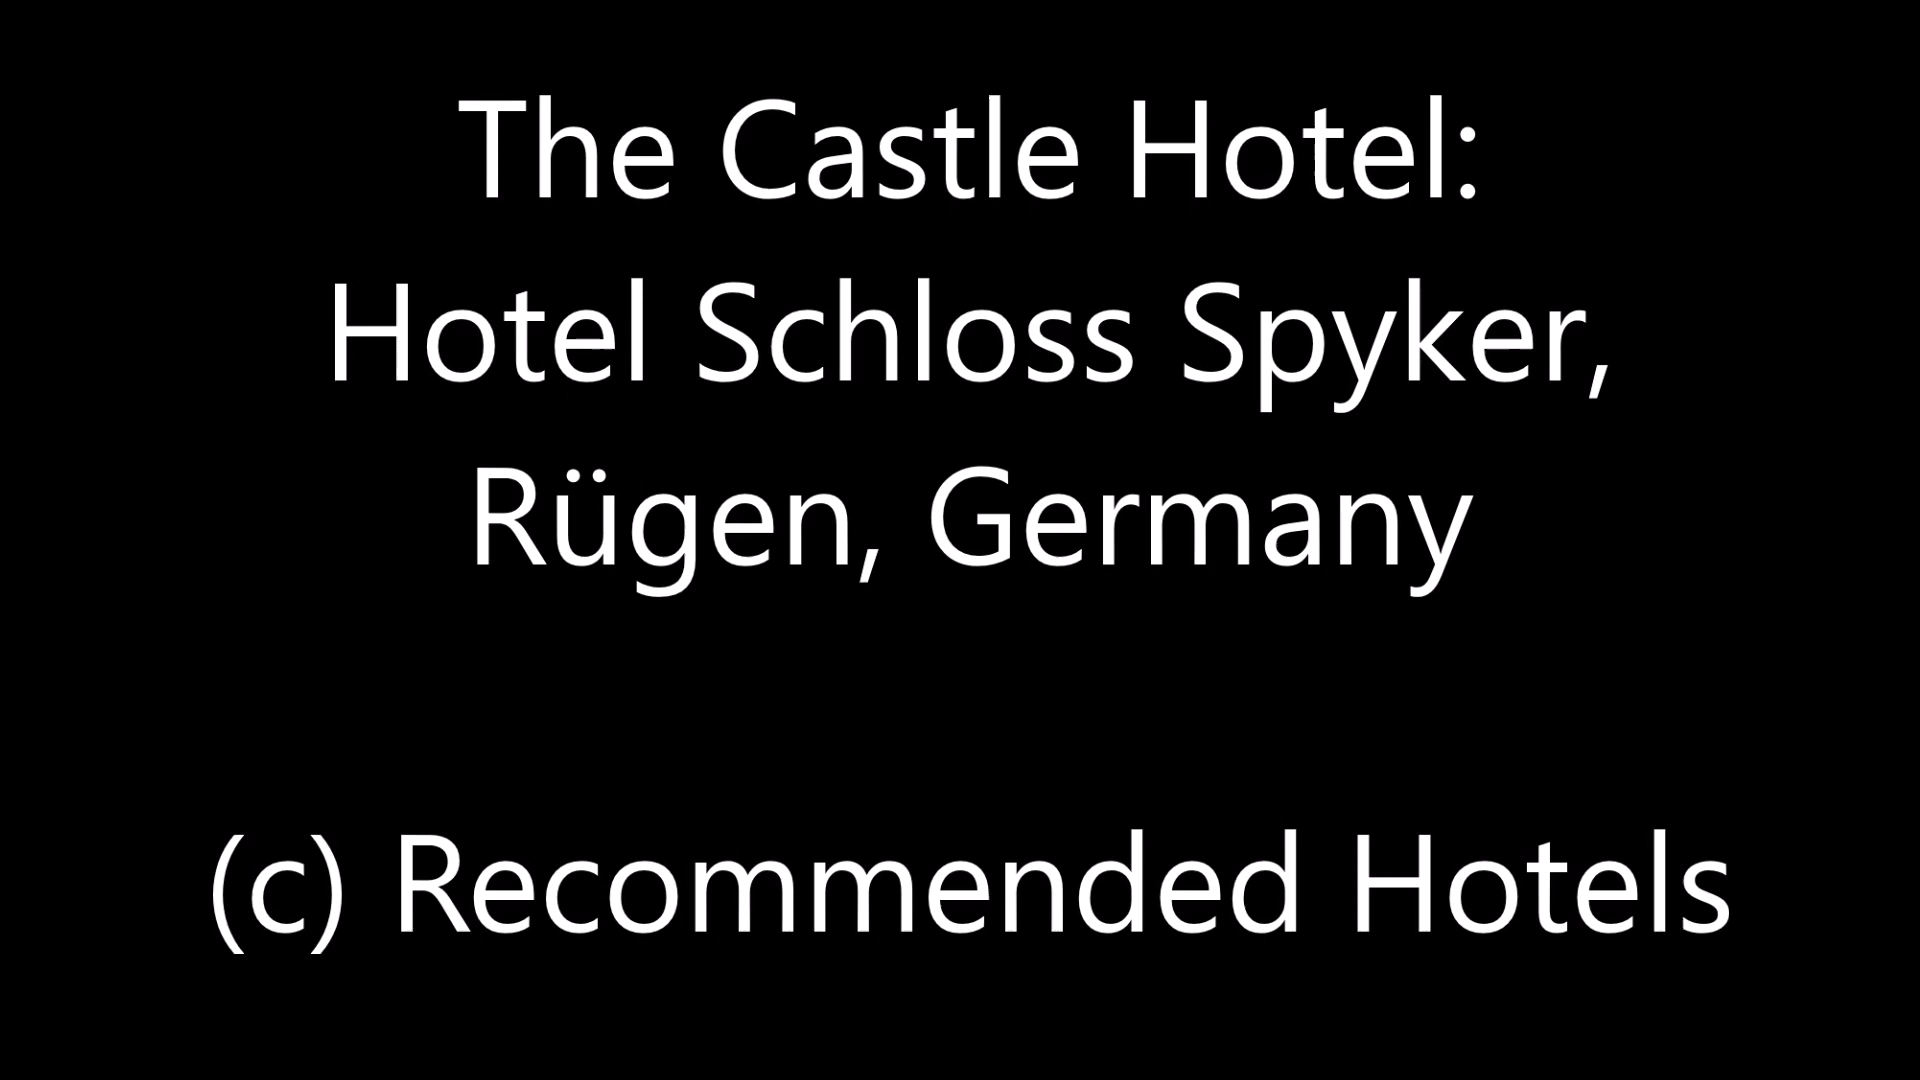 The Castle Hotel:
Hotel Schloss Spyker,
Rügen, Germany
(c) Recommended Hotels